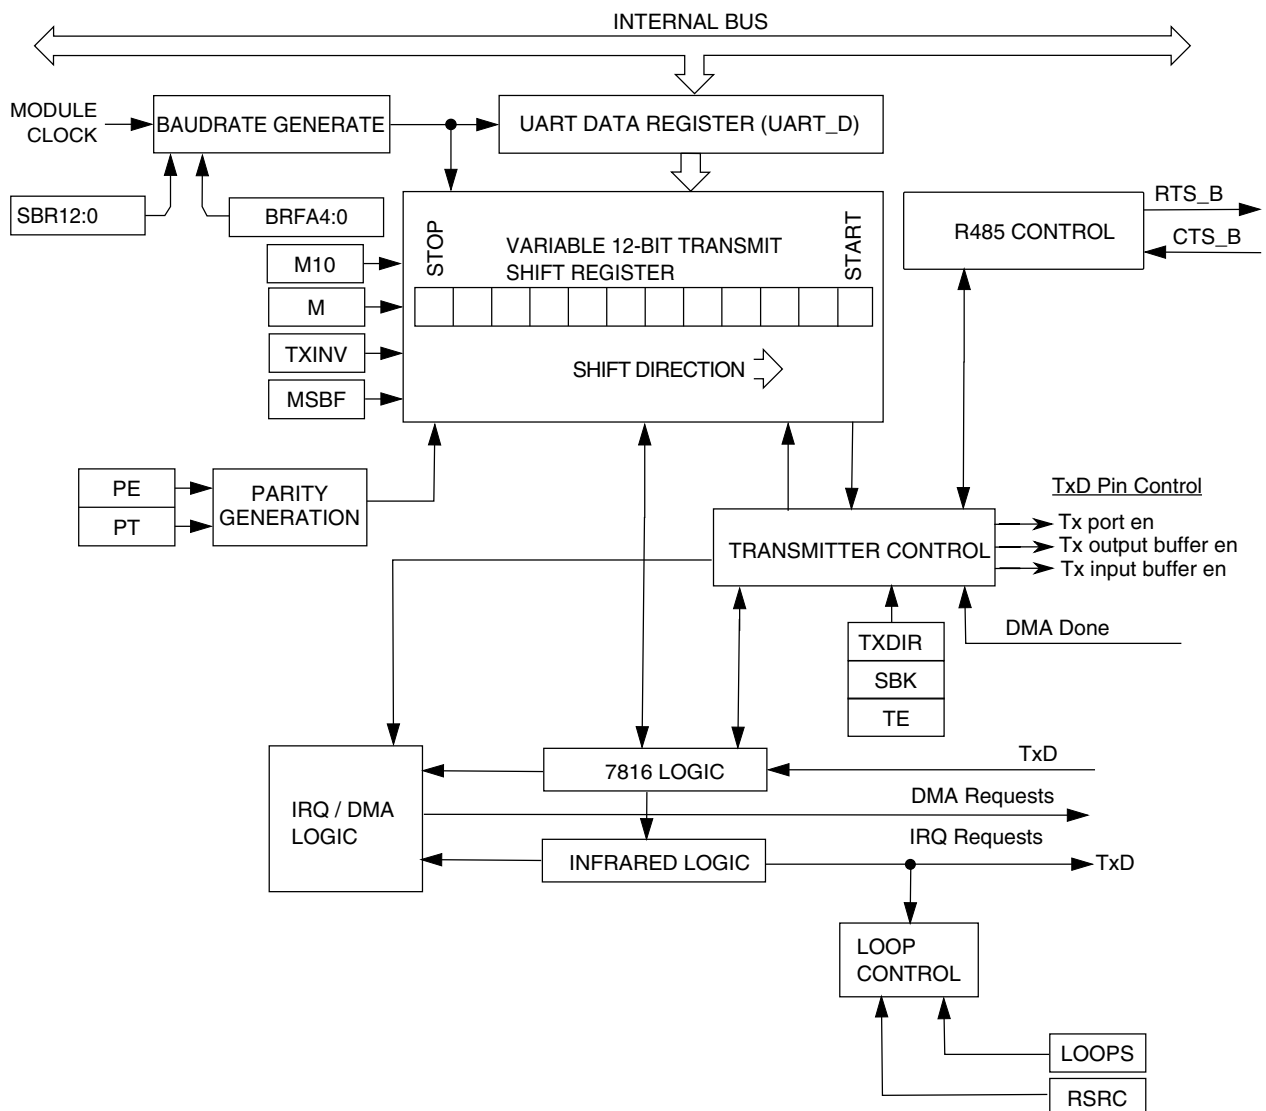 INTERNAL BUS
MODULE
CLOCK
BAUDRATE GENERATE
UART DATA REGISTER (UART_D)
SBR12:0
BRFA4:0
STOP
VARIABLE 12-BIT TRANSMIT
SHIFT REGISTER
START
R485 CONTROL
RTS_B
CTS_B
M10
M
TXINV
MSBF
SHIFT DIRECTION
PE
PT
PARITY
GENERATION
TRANSMITTER CONTROL
TxD Pin Control
Tx port en
Tx output buffer en
Tx input buffer en
DMA Done
TXDIR
SBK
TE
IRQ / DMA
LOGIC
7816 LOGIC
TxD
DMA Requests
IRQ Requests
INFRARED LOGIC
TxD
LOOP
CONTROL
LOOPS
RSRC